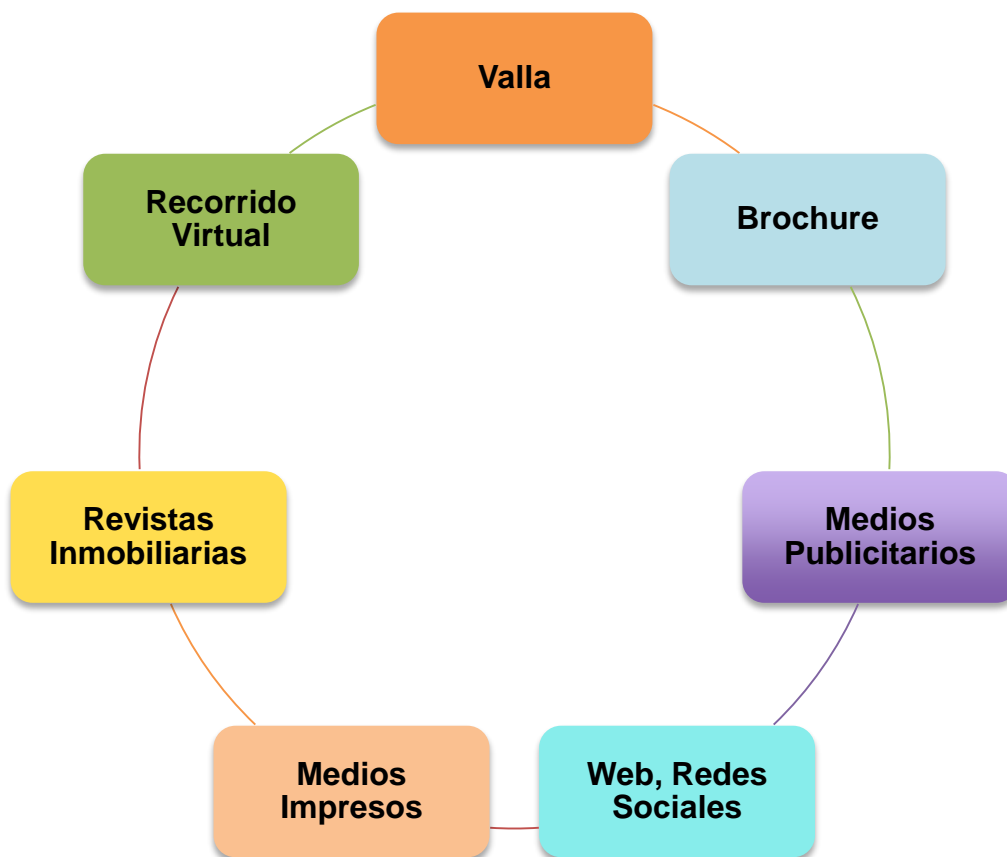 Valla
Brochure
Medios
Publicitarios
Web, Redes
Sociales
Medios
Impresos
Revistas
Inmobiliarias
Recorrido
Virtual